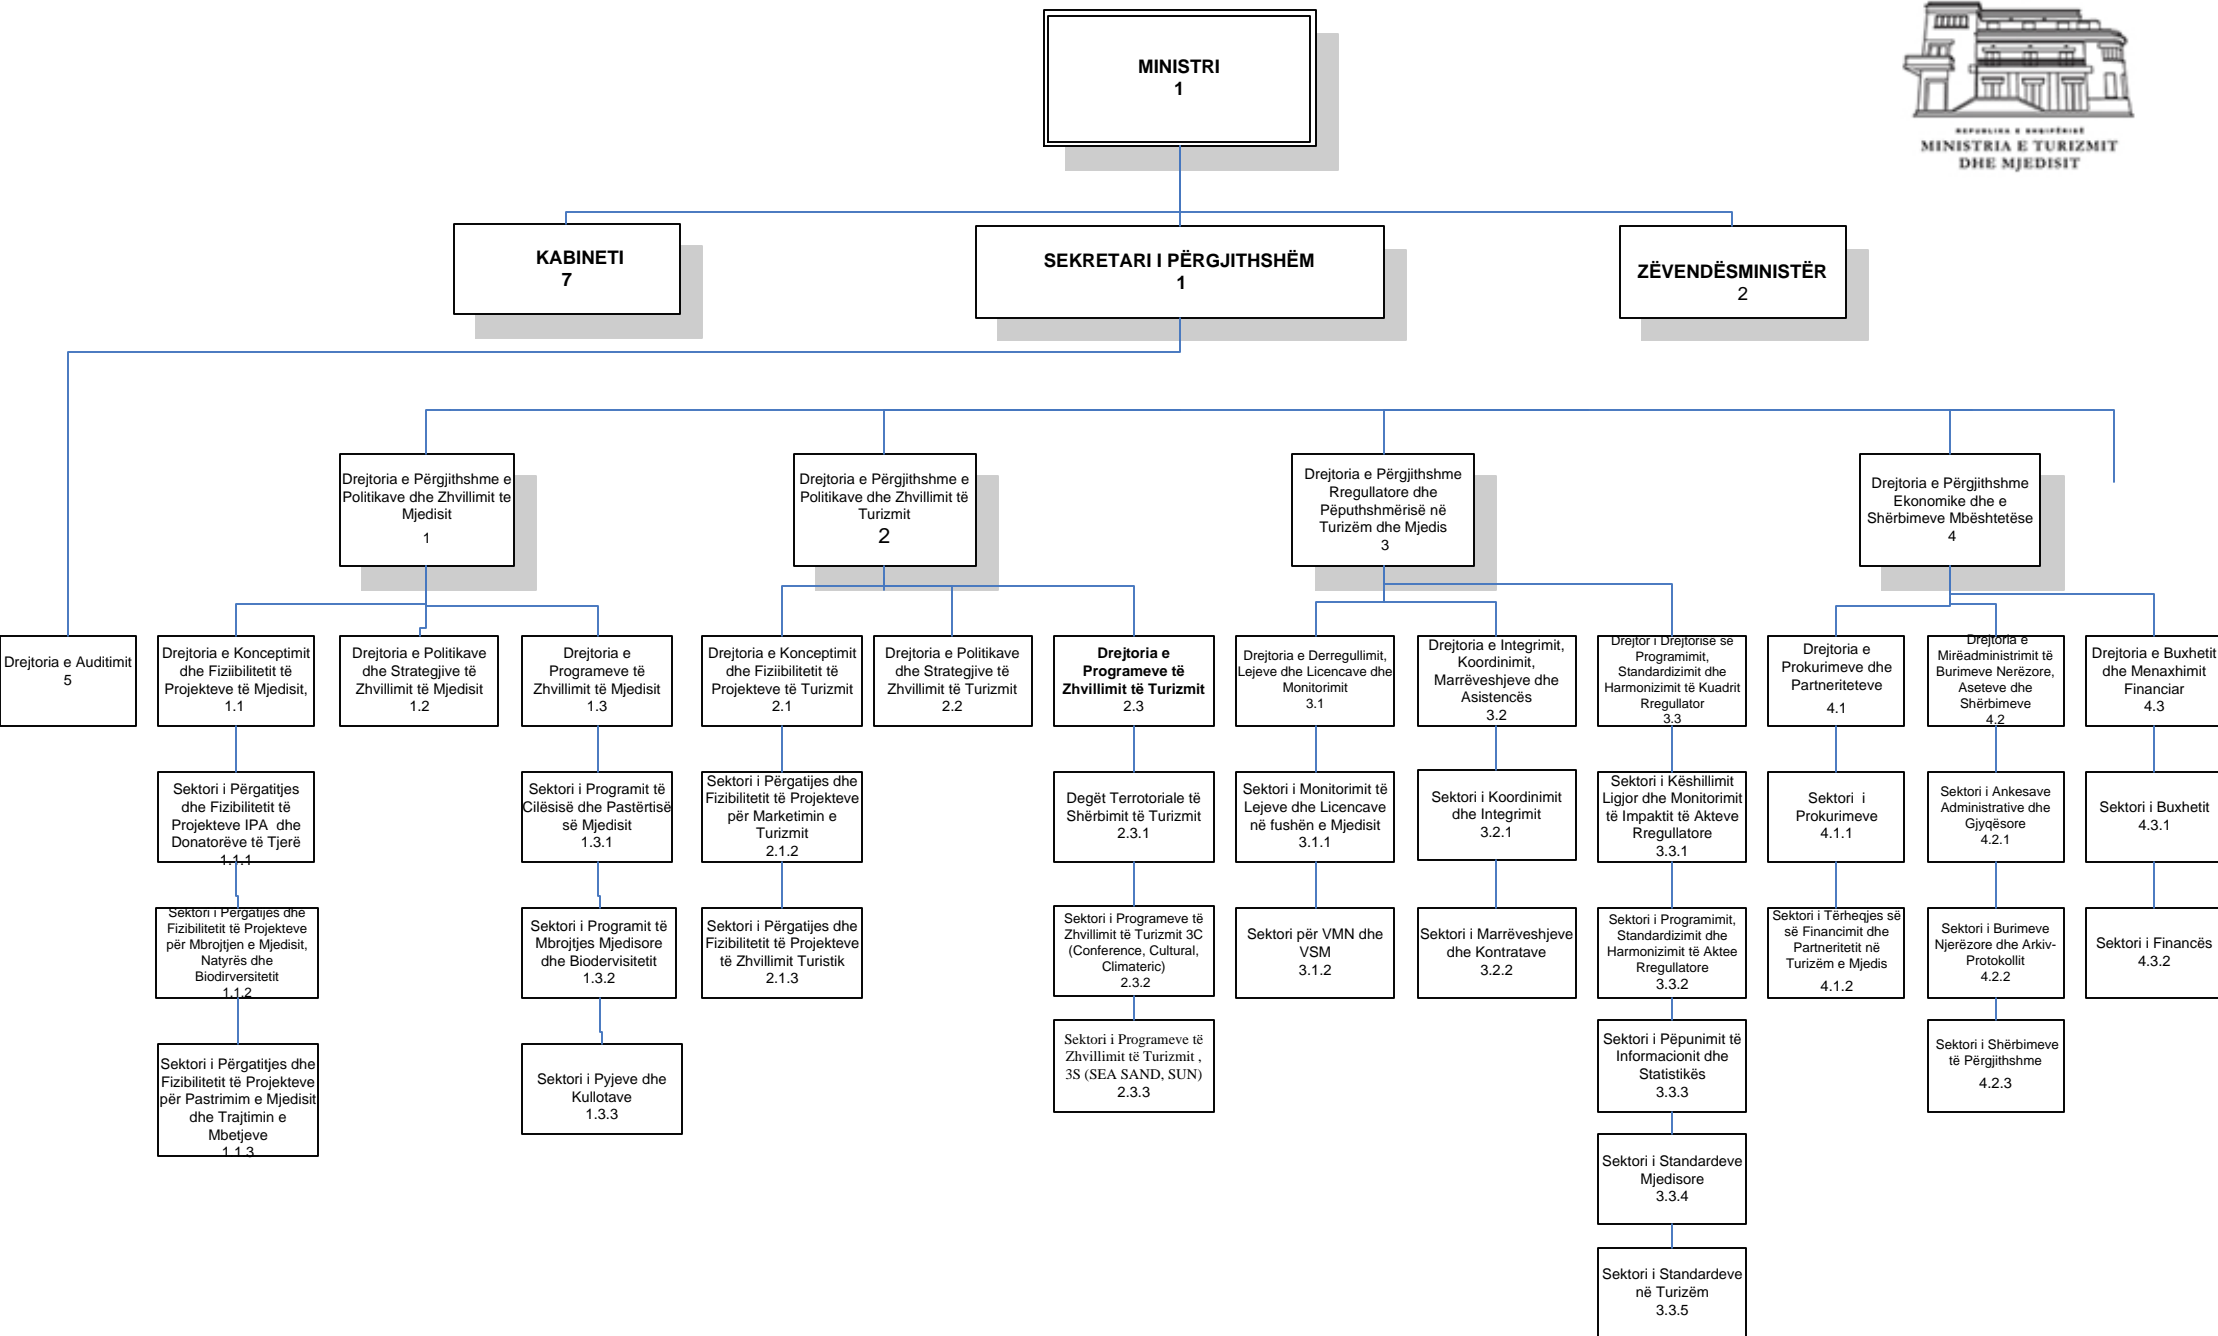 REPUBLIKA E SHQIPËRISË
MINISTRIA E TURIZMIT
DHE MJEDISIT
MINISTRI
1
KABINETI
7
SEKRETARI I PËRGJITHSHËM
1
ZËVENDËSMINISTËR
2
Drejtoria e Përgjithshme e
Politikave dhe Zhvillimit te
Mjedisit
1
Drejtoria e Përgjithshme e
Politikave dhe Zhvillimit të
Turizmit
2
Drejtoria e Përgjithshme
Rregullatore dhe
Pëputhshmërisë në
Turizëm dhe Mjedis
3
Drejtoria e Përgjithshme
Ekonomike dhe e
Shërbimeve Mbështetëse
4
Drejtoria e Auditimit
5
Drejtoria e Konceptimit
dhe Fiziibilitetit të
Projekteve të Mjedisit,
1.1
Drejtoria e Politikave
dhe Strategjive të
Zhvillimit të Mjedisit
1.2
Drejtoria e
Programeve të
Zhvillimit të Mjedisit
1.3
Drejtoria e Konceptimit
dhe Fiziibilitetit të
Projekteve të Turizmit
2.1
Drejtoria e Politikave
dhe Strategjive të
Zhvillimit të Turizmit
2.2
Drejtoria e
Programeve të
Zhvillimit të Turizmit
2.3
Drejtoria e Derregullimit,
Lejeve dhe Licencave dhe
Monitorimit
3.1
Drejtoria e Integrimit,
Koordinimit,
Marrëveshjeve dhe
Asistencës
3.2
Drejtor i Drejtorisë së
Programimit,
Standardizimit dhe
Harmonizimit të Kuadrit
Rregullator
3.3
Drejtoria e
Prokurimeve dhe
Partneriteteve
4.1
Drejtoria e
Mirëadministrimit të
Burimeve Nerëzore,
Aseteve dhe
Shërbimeve
4.2
Drejtoria e Buxhetit
dhe Menaxhimit
Financiar
4.3
Sektori i Përgatitjes
dhe Fizibilitetit të
Projekteve IPA dhe
Donatorëve të Tjerë
1.1.1
Sektori i Programit të
Cilësisë dhe Pastërtisë
së Mjedisit
1.3.1
Sektori i Përgatijes dhe
Fizibilitetit të Projekteve
për Marketimin e
Turizmit
2.1.2
Degët Terrotoriale të
Shërbimit të Turizmit
2.3.1
Sektori i Monitorimit të
Lejeve dhe Licencave
në fushën e Mjedisit
3.1.1
Sektori i Koordinimit
dhe Integrimit
3.2.1
Sektori i Këshillimit
Ligjor dhe Monitorimit
të Impaktit të Akteve
Rregullatore
3.3.1
Sektori i
Prokurimeve
4.1.1
Sektori i Ankesave
Administrative dhe
Gjyqësore
4.2.1
Sektori i Buxhetit
4.3.1
Sektori i Përgatijes dhe
Fizibilitetit të Projekteve
për Mbrojtjen e Mjedisit,
Natyrës dhe
Biodirversitetit
1.1.2
Sektori i Programit të
Mbrojtjes Mjedisore
dhe Biodervisitetit
1.3.2
Sektori i Përgatijes dhe
Fizibilitetit të Projekteve
të Zhvillimit Turistik
2.1.3
Sektori i Programeve të
Zhvillimit të Turizmit 3C
(Conference, Cultural,
Climateric)
2.3.2
Sektori për VMN dhe
VSM
3.1.2
Sektori i Marrëveshjeve
dhe Kontratave
3.2.2
Sektori i Programimit,
Standardizimit dhe
Harmonizimit të Aktee
Rregullatore
3.3.2
Sektori i Tërheqjes së
së Financimit dhe
Partneritetit në
Turizëm e Mjedis
4.1.2
Sektori i Burimeve
Njerëzore dhe Arkiv-
Protokollit
4.2.2
Sektori i Financës
4.3.2
Sektori i Përgatitjes dhe
Fizibilitetit të Projekteve
për Pastrimim e Mjedisit
dhe Trajtimin e
Mbetjeve
1.1.3
Sektori i Pyjeve dhe
Kullotave
1.3.3
Sektori i Programeve të
Zhvillimit të Turizmit ,
3S (SEA SAND, SUN)
2.3.3
Sektori i Pëpunimit të
Informacionit dhe
Statistikës
3.3.3
Sektori i Shërbimeve
të Përgjithshme
4.2.3
Sektori i Standardeve
Mjedisore
3.3.4
Sektori i Standardeve
në Turizëm
3.3.5